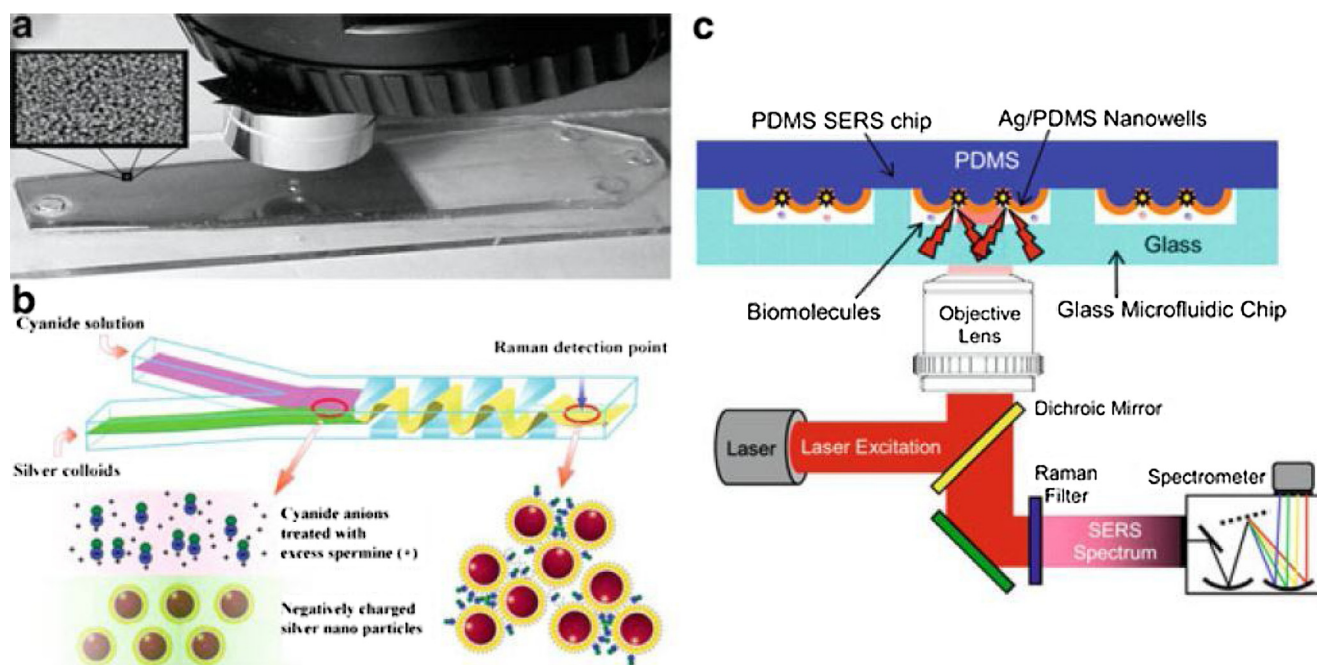 a
b
Cyanide solution
Raman detection point
Silver colloids
Cyanide anions
treated with
excess spermine (+)
Negatively charged
silver nano particles
c
PDMS SERS chip
Ag/PDMS Nanowells
PDMS
Glass
Biomolecules
Glass Microfluidic Chip
Objective
Lens
Dichroic Mirror
Laser
Laser Excitation
Raman
Filter
Spectrometer
SERS
Spectrum